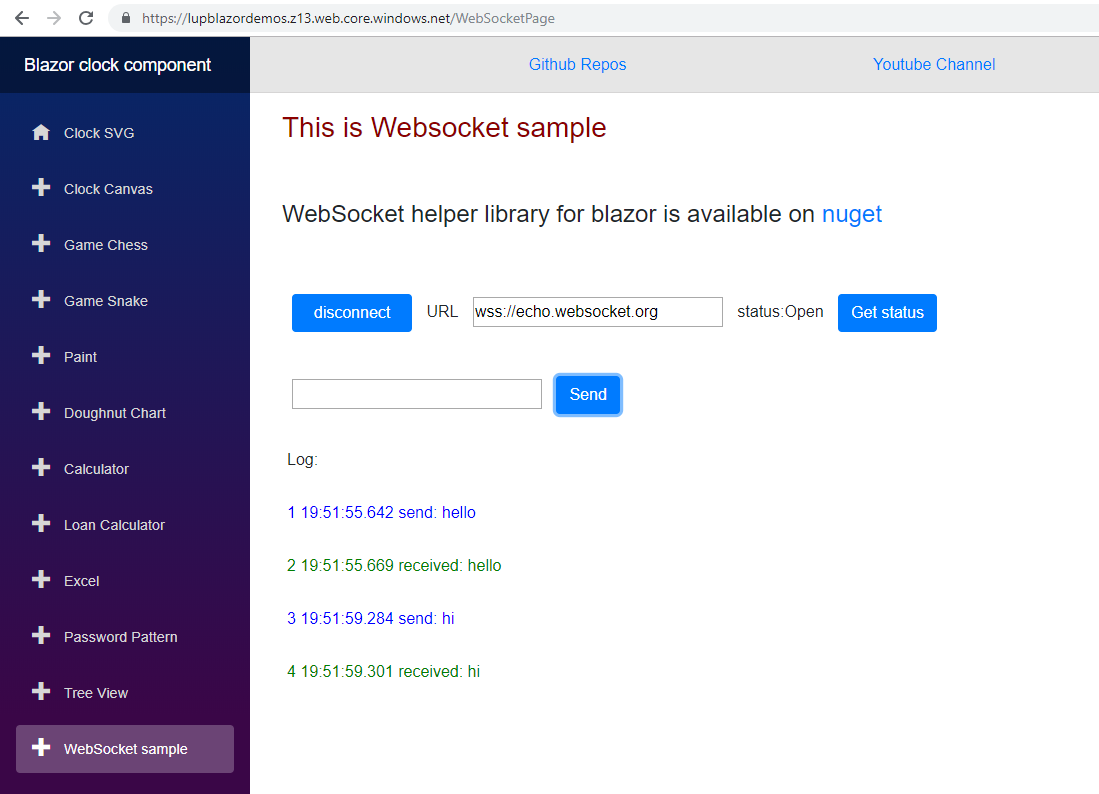 https://lupblazordemos.z13.web.core.windows.net/WebSocketPage
Blazor clock component
Github Repos
Youtube Channel
Clock SVG
Clock Canvas
Game Chess
Game Snake
Paint
Doughnut Chart
Calculator
Loan Calculator
Excel
Password Pattern
Tree View
WebSocket sample
This is Websocket sample
WebSocket helper library for blazor is available on nuget
disconnect URL wss://echo.websocket.org status:Open Get status
Send
Log:
1 19:51:55.642 send: hello
2 19:51:55.669 received: hello
3 19:51:59.284 send: hi
4 19:51:59.301 received: hi